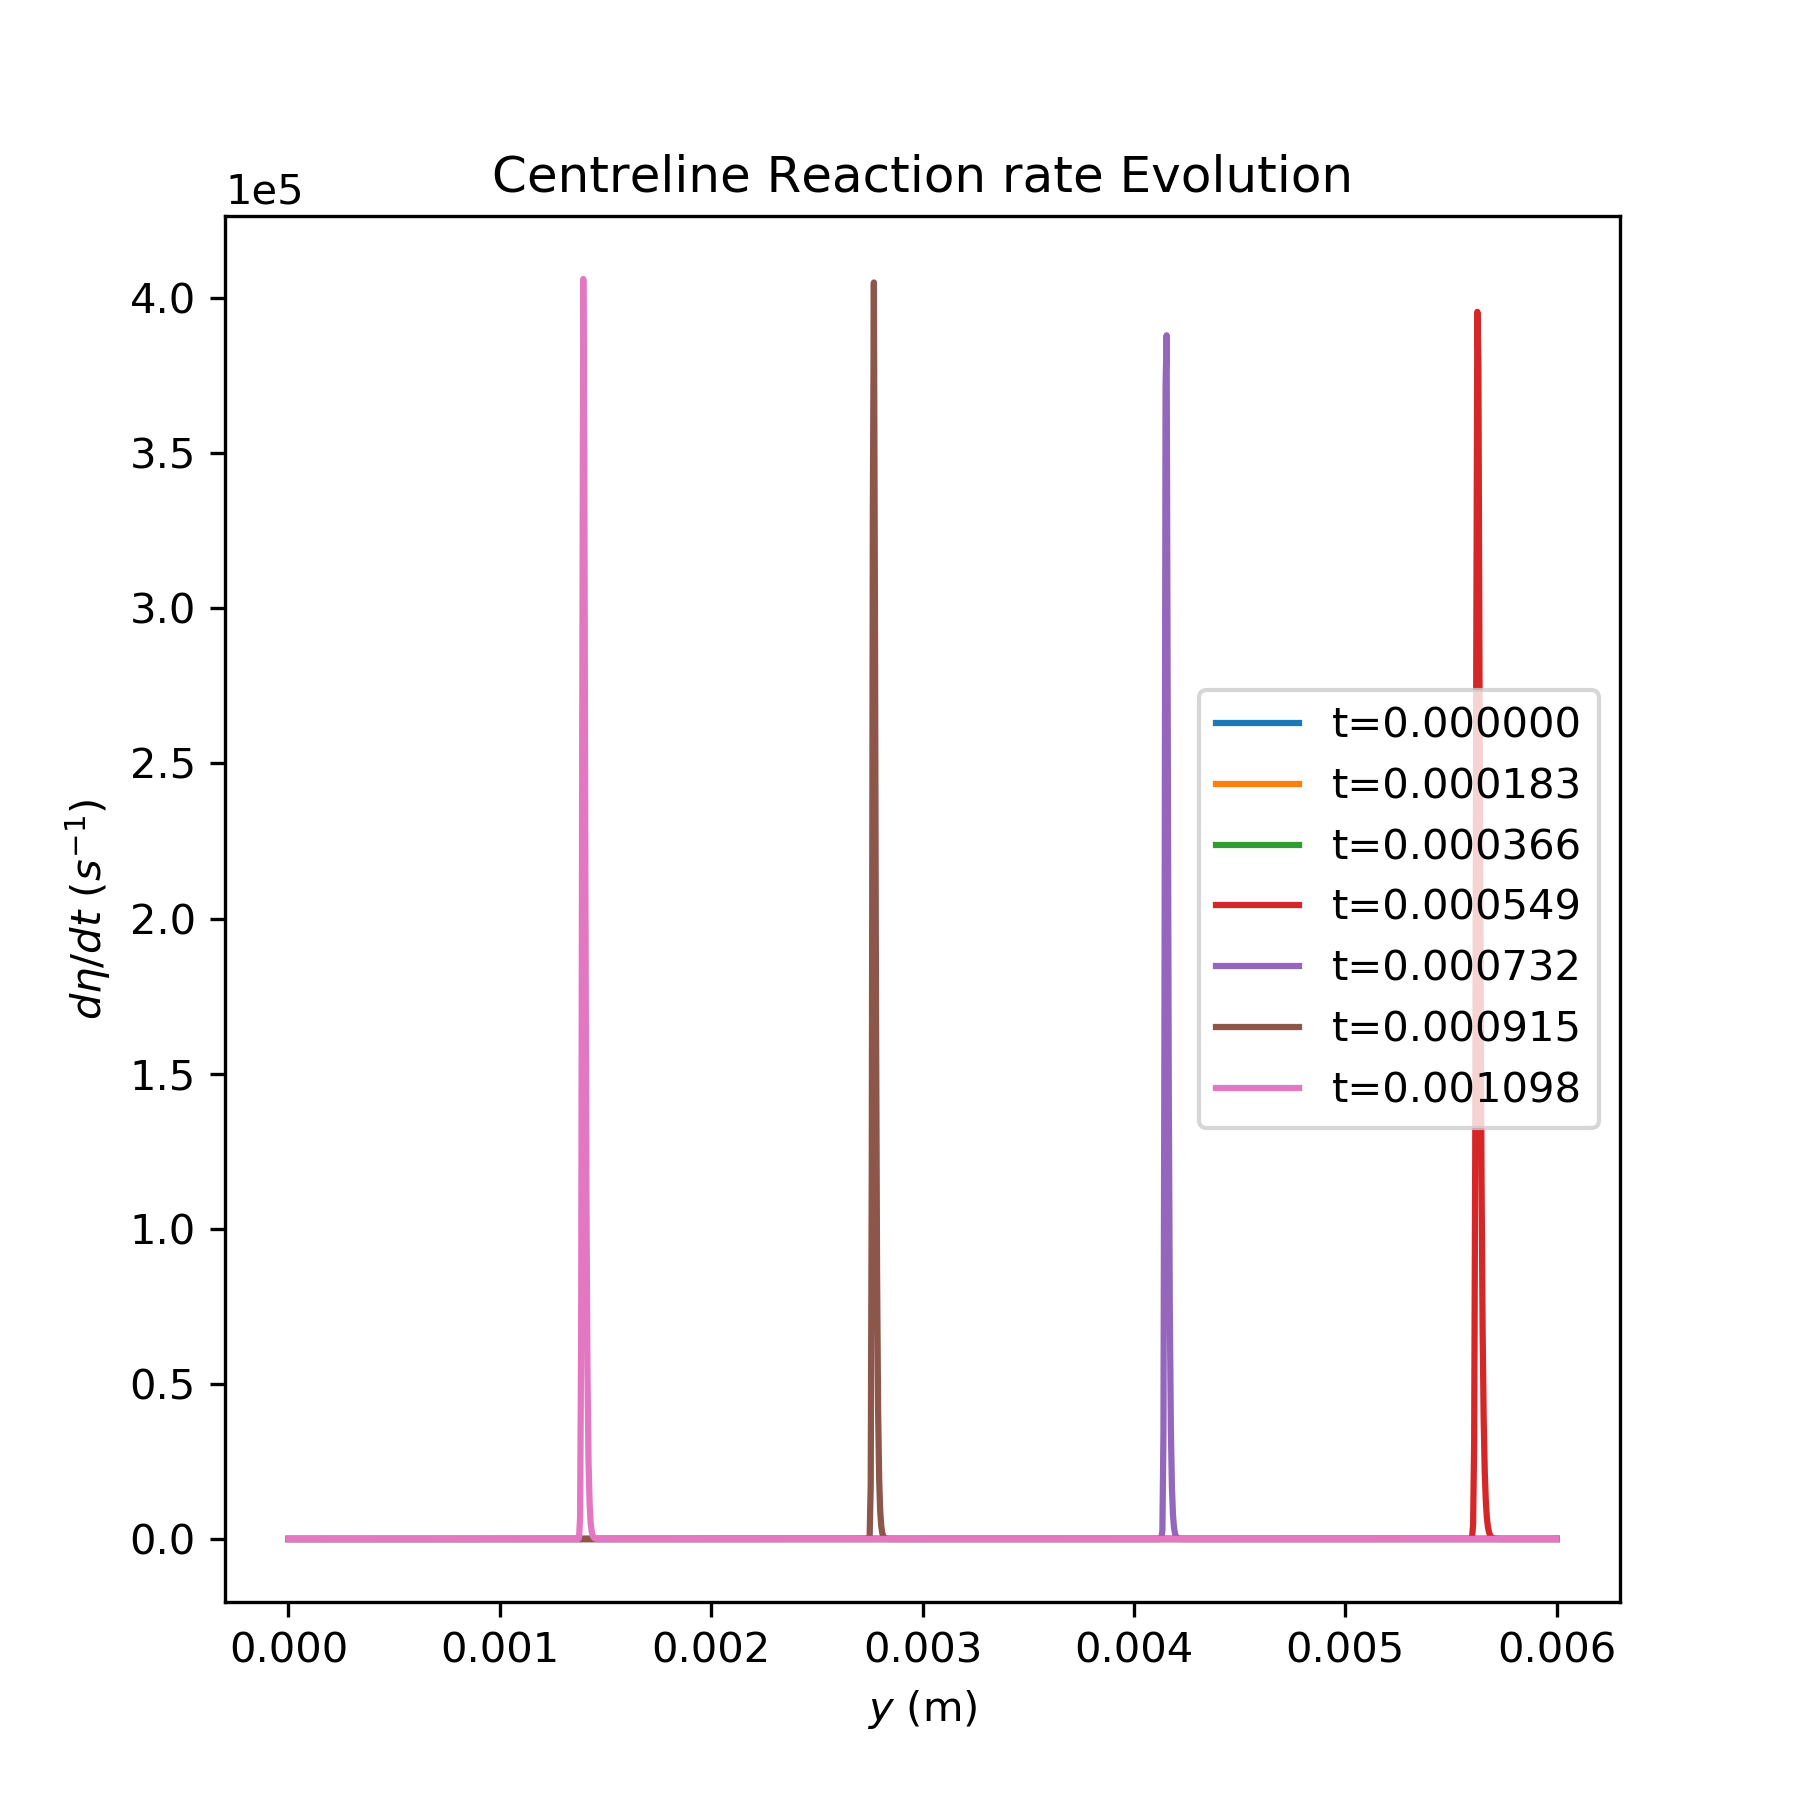 Centreline Reaction rate Evolution
1e5
4.0
3.5
3.0
2.5
2.0
1.5
1.0
0.5
0.0
dη/dt (s⁻¹)
t=0.000000
t=0.000183
t=0.000366
t=0.000549
t=0.000732
t=0.000915
t=0.001098
0.000 0.001 0.002 0.003 0.004 0.005 0.006
y (m)